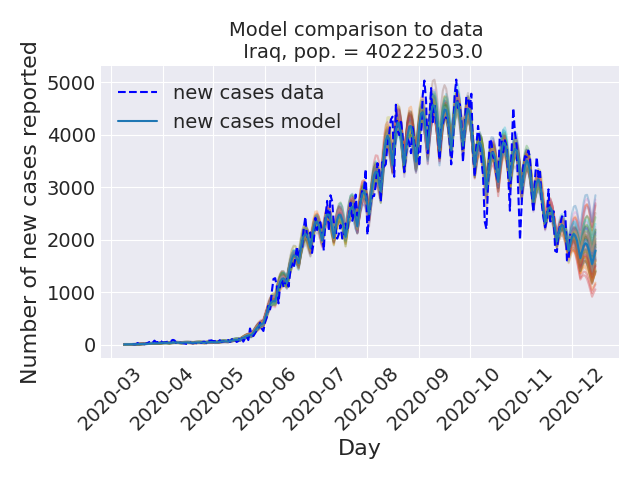 Model comparison to data
Iraq, pop. = 40222503.0
Number of new cases reported
5000
4000
3000
2000
1000
0
new cases data
new cases model
2020-03
2020-04
2020-05
2020-06
2020-07
2020-08
2020-09
2020-10
2020-11
2020-12
Day